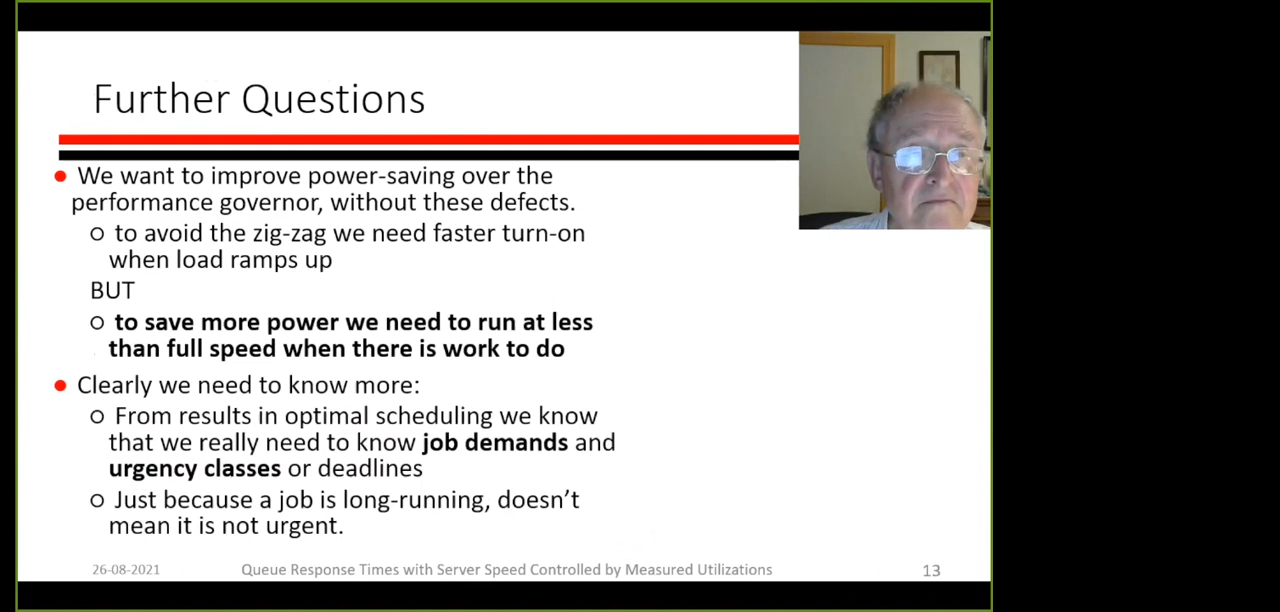 Further Questions
We want to improve power-saving over the
performance governor, without these defects.
to avoid the zig-zag we need faster turn-on
when load ramps up
BUT
to save more power we need to run at less
than full speed when there is work to do
Clearly we need to know more:
From results in optimal scheduling we know
that we really need to know job demands and
urgency classes or deadlines
Just because a job is long-running, doesn’t
mean it is not urgent.
26-08-2021 Queue Response Times with Server Speed Controlled by Measured Utilizations 13